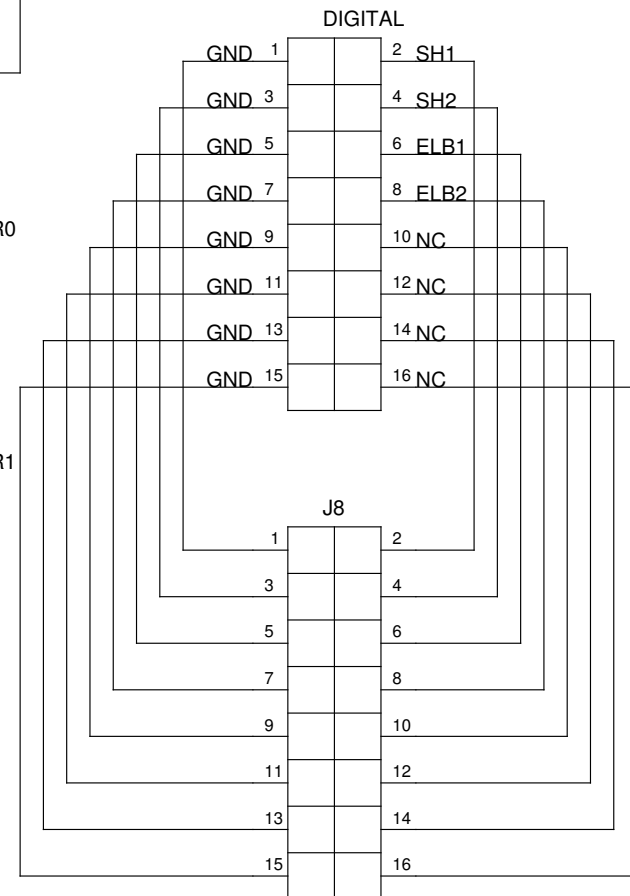 DIGITAL
GND 1 2 SH1
GND 3 4 SH2
GND 5 6 ELB1
GND 7 8 ELB2
R0
GND 9 10 NC
GND 11 12 NC
GND 13 14 NC
GND 15 16 NC
R1
J8
1 2
3 4
5 6
7 8
9 10
11 12
13 14
15 16